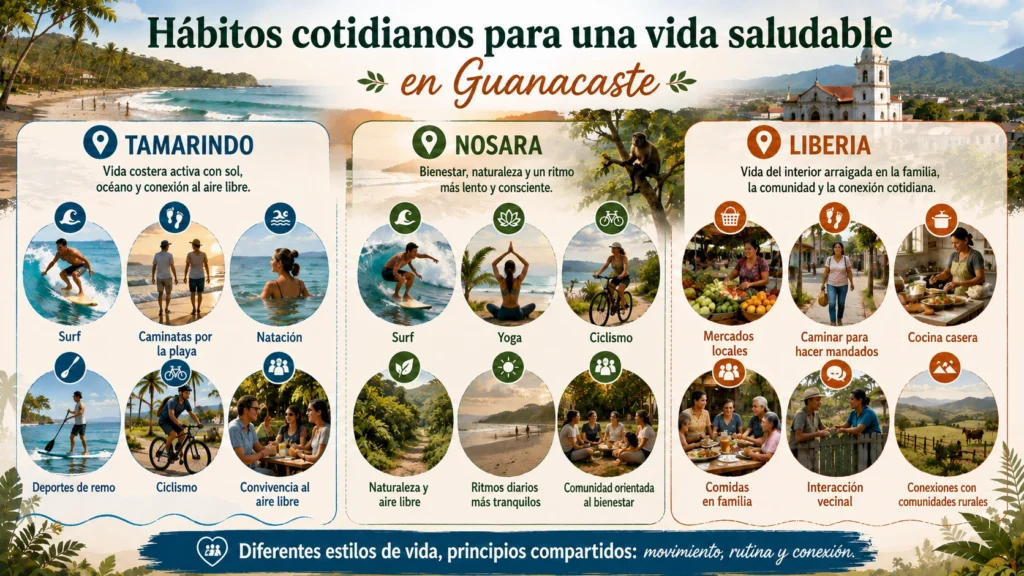 Hábitos cotidianos para una vida saludable
en Guanacaste
TAMARINDO
Vida costera activa con sol,
océano y conexión al aire libre.
Surf
Caminatas por
la playa
Natación
Deportes de remo
Ciclismo
Convivencia al
aire libre
NOSARA
Bienestar, naturaleza y un ritmo
más lento y consciente.
Surf
Yoga
Ciclismo
Naturaleza y
aire libre
Ritmos diarios
más tranquilos
Comunidad orientada
al bienestar
LIBERIA
Vida del interior arraigada en la familia,
la comunidad y la conexión cotidiana.
Mercados
locales
Caminar para
hacer mandados
Cocina casera
Comidas
en familia
Interacción
vecinal
Conexiones con
comunidades rurales
Diferentes estilos de vida, principios compartidos: movimiento, rutina y conexión.